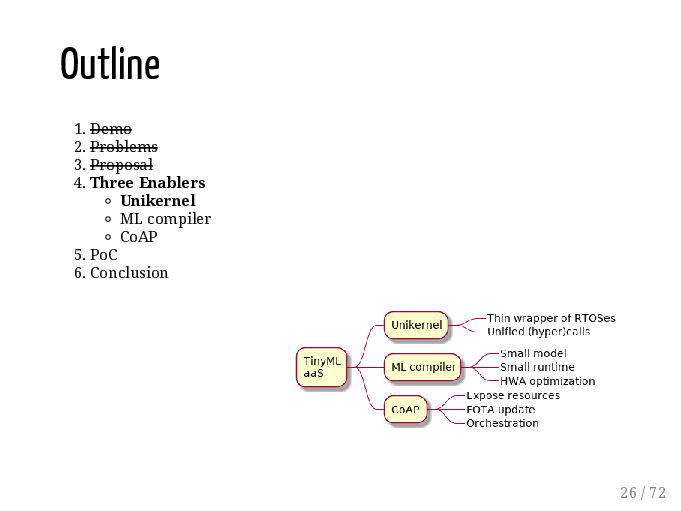 Outline
1. Demo
2. Problems
3. Proposal
4. Three Enablers
Unikernel
ML compiler
CoAP
5. PoC
6. Conclusion
TinyML
aaS
Unikernel
Thin wrapper of RTOSes
Unified (hyper)calls
ML compiler
Small model
Small runtime
HWA optimization
CoAP
Expose resources
FOTA update
Orchestration
26 / 72